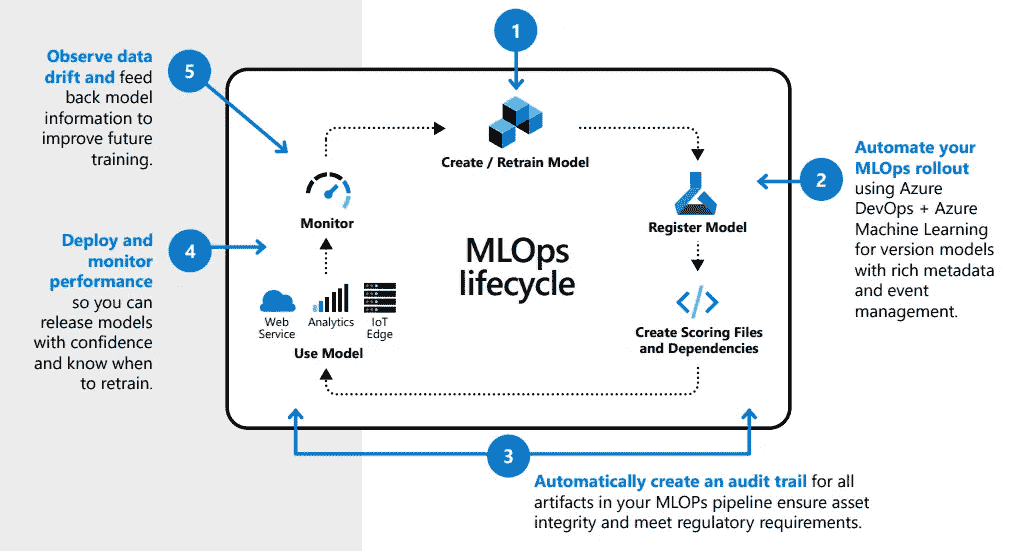 1
Observe data
drift and feed
back model
information to
improve future
training.
5
Create / Retrain Model
Automate your
MLOps rollout
using Azure
DevOps + Azure
Machine Learning
for version models
with rich metadata
and event
management.
2
Monitor
Register Model
MLOps
lifecycle
Deploy and
monitor
performance
so you can
release models
with confidence
and know when
to retrain.
4
Web
Service
Analytics
IoT
Edge
Use Model
Create Scoring Files
and Dependencies
3
Automatically create an audit trail for all
artifacts in your MLOPs pipeline ensure asset
integrity and meet regulatory requirements.